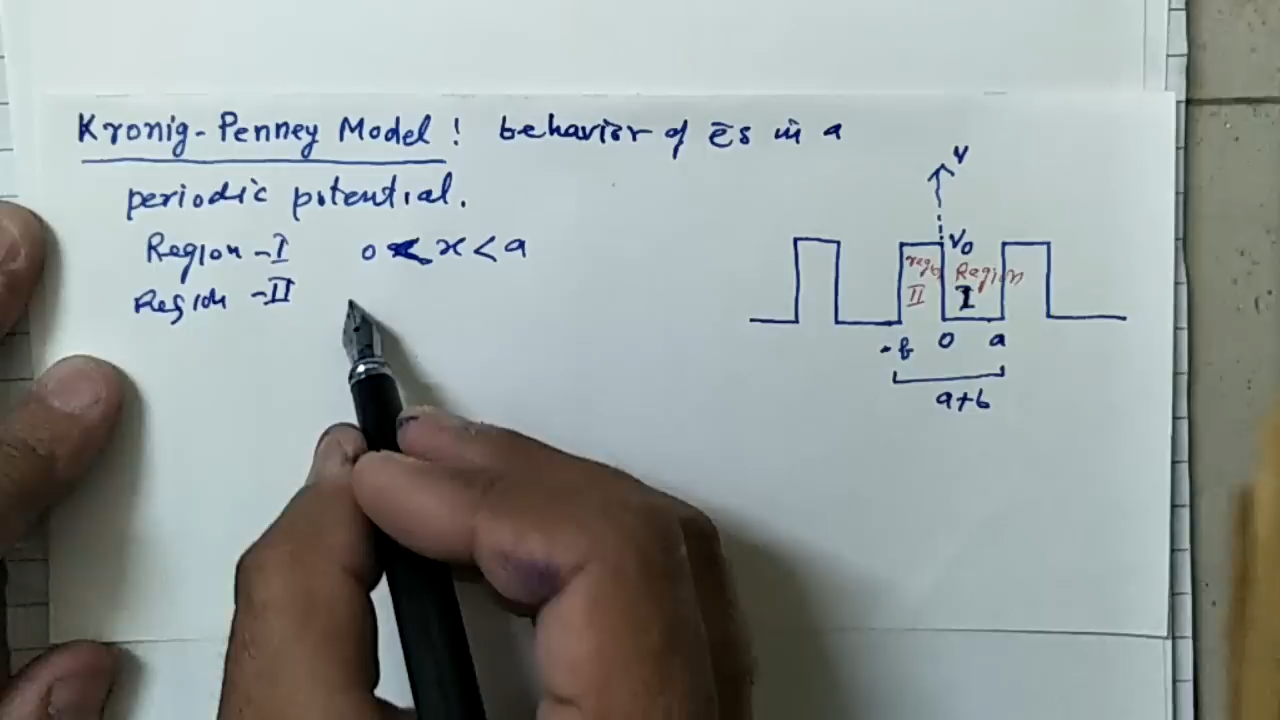 Kronig-Penney Model! behavior of ēs in a
periodic potential.
Region-I 0<x<a
Region-II
V
V₀
Region
II
Region
I
-b 0 a
a+b